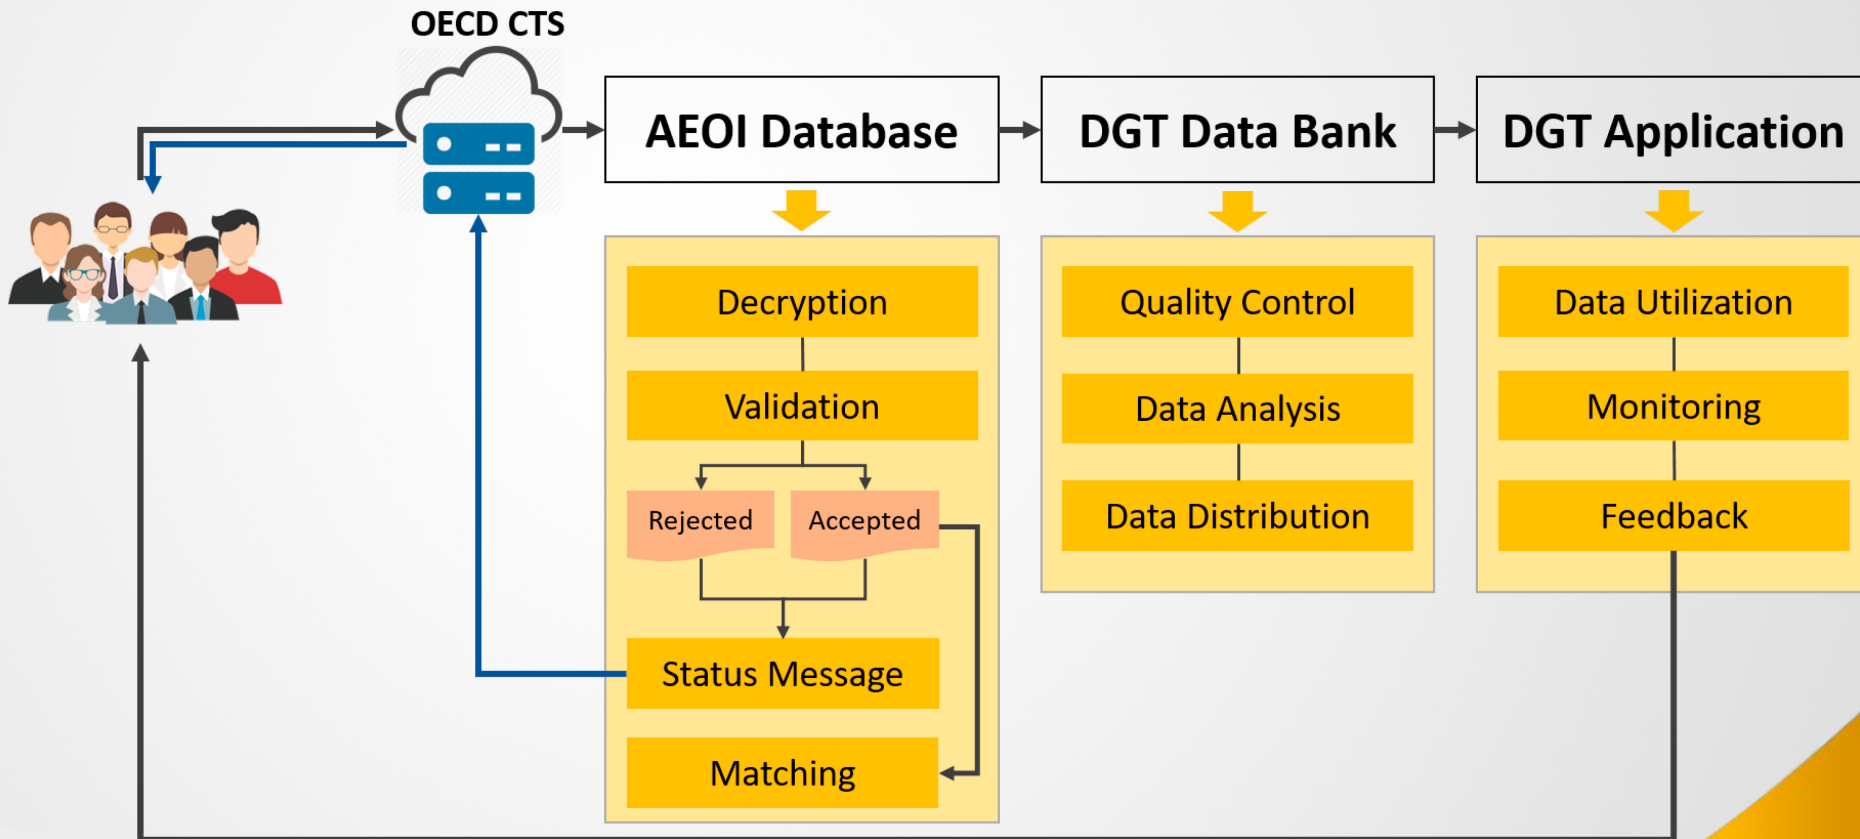 OECD CTS
AEOI Database
DGT Data Bank
DGT Application
Decryption
Validation
Rejected
Accepted
Status Message
Matching
Quality Control
Data Analysis
Data Distribution
Data Utilization
Monitoring
Feedback